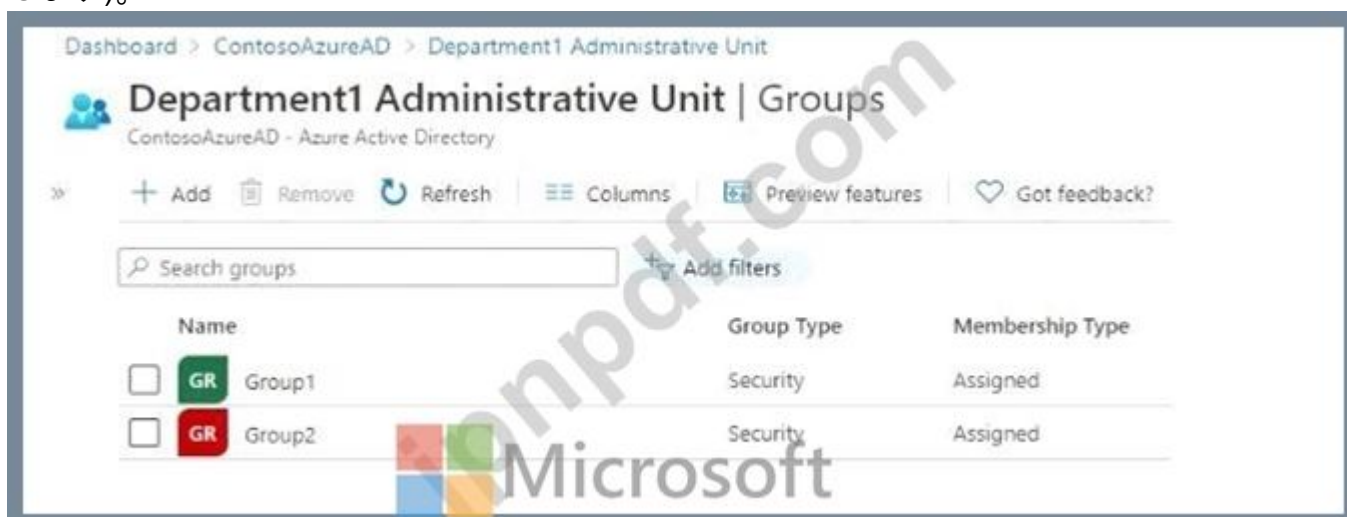 Dashboard > ContosoAzureAD > Department1 Administrative Unit
Department1 Administrative Unit | Groups
ContosoAzureAD - Azure Active Directory
» + Add Remove Refresh Columns Preview features Got feedback?
Search groups Add filters
Name Group Type Membership Type
GR Group1 Security Assigned
GR Group2 Security Assigned
Microsoft
jpnpdf.com